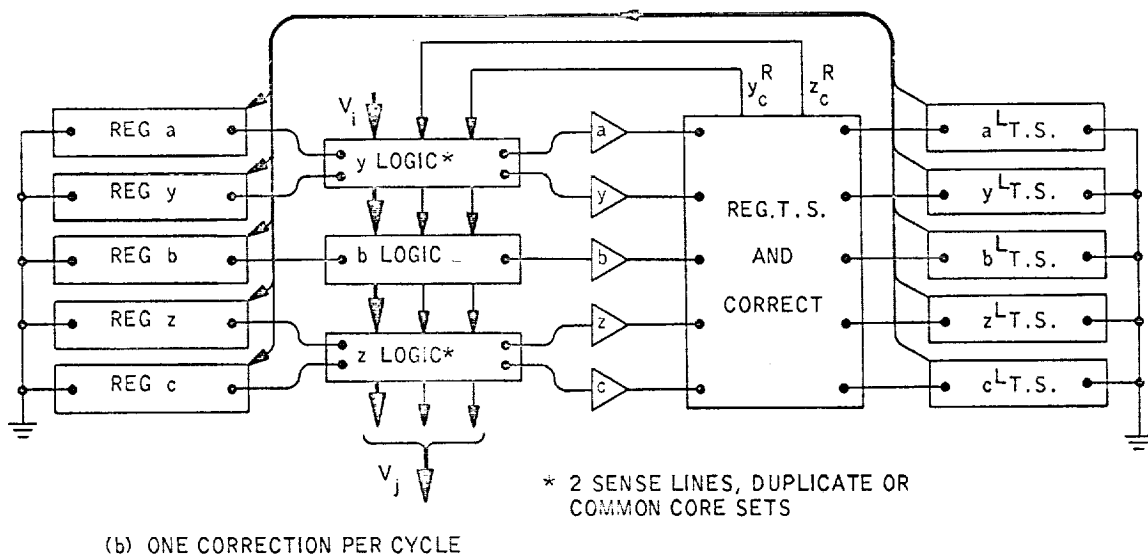 y_c^R z_c^R
V_i
REG a
a
a^L T.S.
y LOGIC*
REG y
y
y^L T.S.
REG. T. S.
AND
CORRECT
REG b
b LOGIC
b
b^L T.S.
REG z
z
z^L T.S.
z LOGIC*
REG c
c
c^L T.S.
V_j
* 2 SENSE LINES, DUPLICATE OR
COMMON CORE SETS
(b) ONE CORRECTION PER CYCLE